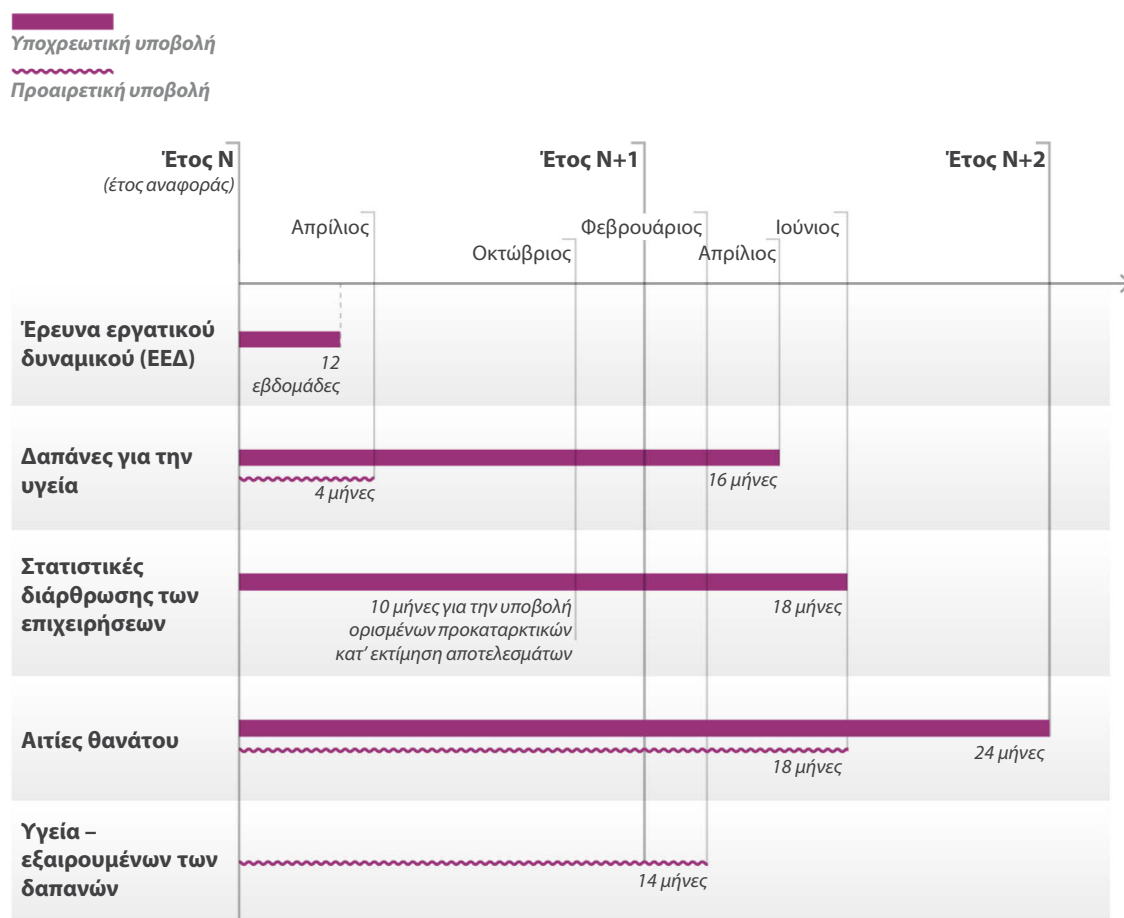 Υποχρεωτική υποβολή
Προαιρετική υποβολή
Έτος N
(έτος αναφοράς)
Έτος N+1
Έτος N+2
Απρίλιος
Φεβρουάριος
Ιούνιος
Οκτώβριος
Απρίλιος
Έρευνα εργατικού
δυναμικού (ΕΕΔ)
12
εβδομάδες
Δαπάνες για την
υγεία
4 μήνες
16 μήνες
Στατιστικές
διάρθρωσης των
επιχειρήσεων
10 μήνες για την υποβολή
ορισμένων προκαταρκτικών
κατ’ εκτίμηση αποτελεσμάτων
18 μήνες
Αιτίες θανάτου
18 μήνες
24 μήνες
Υγεία –
εξαιρουμένων των
δαπανών
14 μήνες